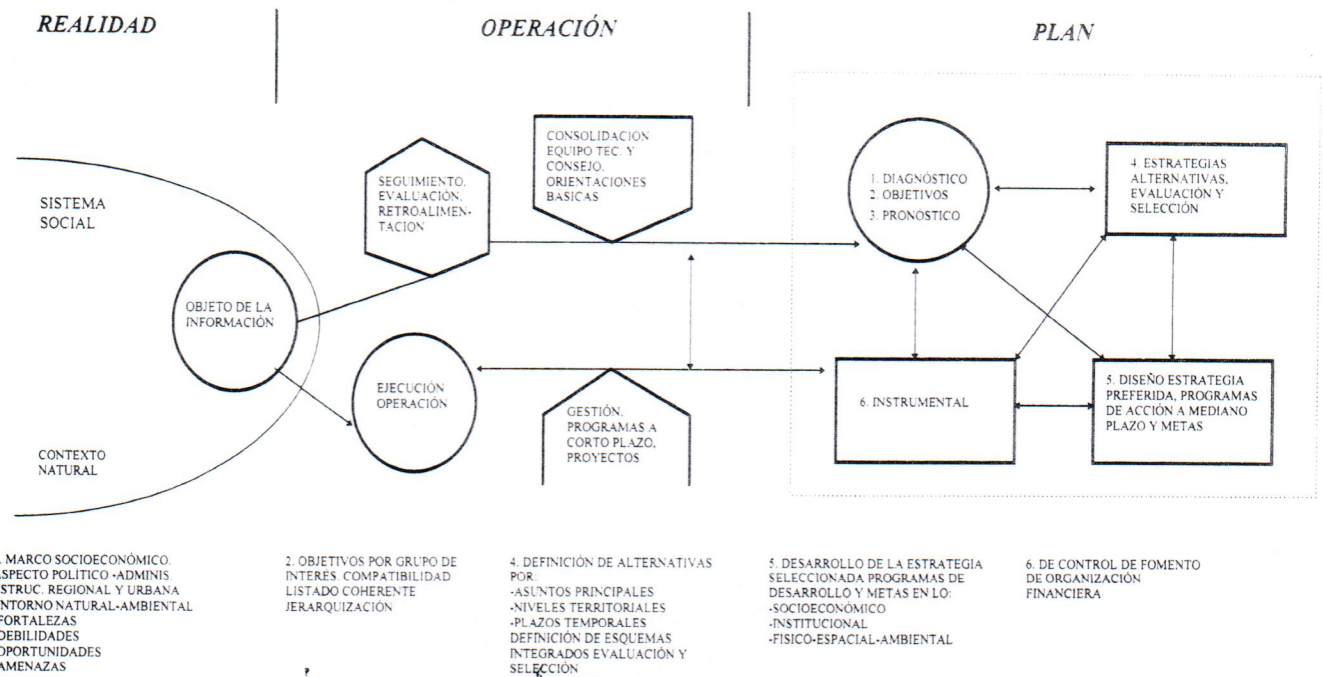 REALIDAD
OPERACIÓN
PLAN
SISTEMA
SOCIAL
OBJETO DE LA
INFORMACIÓN
CONTEXTO
NATURAL
SEGUIMIENTO.
EVALUACIÓN.
RETROALIMEN-
TACION
CONSOLIDACION
EQUIPO TEC. Y
CONSEJO.
ORIENTACIONES
BASICAS
EJECUCIÓN
OPERACIÓN
GESTIÓN.
PROGRAMAS A
CORTO PLAZO,
PROYECTOS
1. DIAGNÓSTICO
2. OBJETIVOS
3. PRONÓSTICO
4. ESTRATEGIAS
ALTERNATIVAS,
EVALUACIÓN Y
SELECCIÓN
6. INSTRUMENTAL
5. DISEÑO ESTRATEGIA
PREFERIDA, PROGRAMAS
DE ACCIÓN A MEDIANO
PLAZO Y METAS
. MARCO SOCIOECONÓMICO.
ASPECTO POLÍTICO -ADMINIS.
ESTRUC. REGIONAL Y URBANA
ENTORNO NATURAL-AMBIENTAL
FORTALEZAS
DEBILIDADES
OPORTUNIDADES
AMENAZAS
2. OBJETIVOS POR GRUPO DE
INTERÉS. COMPATIBILIDAD
LISTADO COHERENTE
JERARQUIZACIÓN
4. DEFINICIÓN DE ALTERNATIVAS
POR:
-ASUNTOS PRINCIPALES
-NIVELES TERRITORIALES
-PLAZOS TEMPORALES
DEFINICIÓN DE ESQUEMAS
INTEGRADOS EVALUACIÓN Y
SELECCIÓN
5. DESARROLLO DE LA ESTRATEGIA
SELECCIONADA PROGRAMAS DE
DESARROLLO Y METAS EN LO:
-SOCIOECONÓMICO
-INSTITUCIONAL
-FISICO-ESPACIAL-AMBIENTAL
6. DE CONTROL DE FOMENTO
DE ORGANIZACIÓN
FINANCIERA